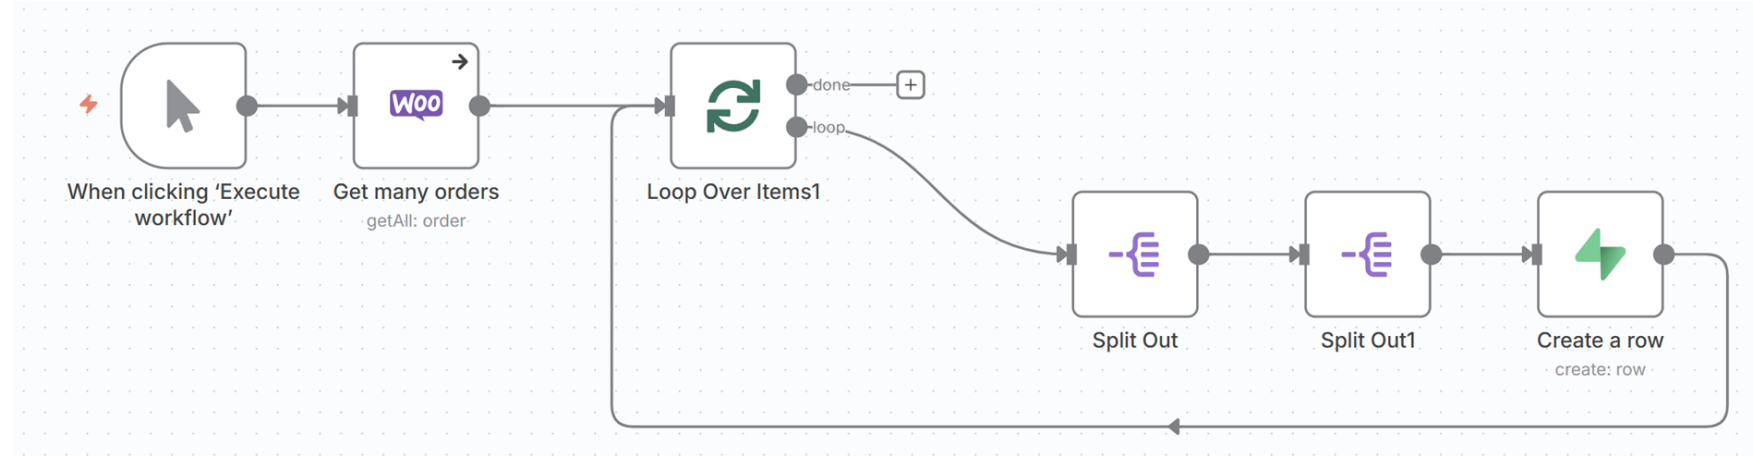 When clicking ‘Execute
workflow’
WOO
Get many orders
getAll: order
Loop Over Items1
done
+
loop
Split Out
Split Out1
Create a row
create: row